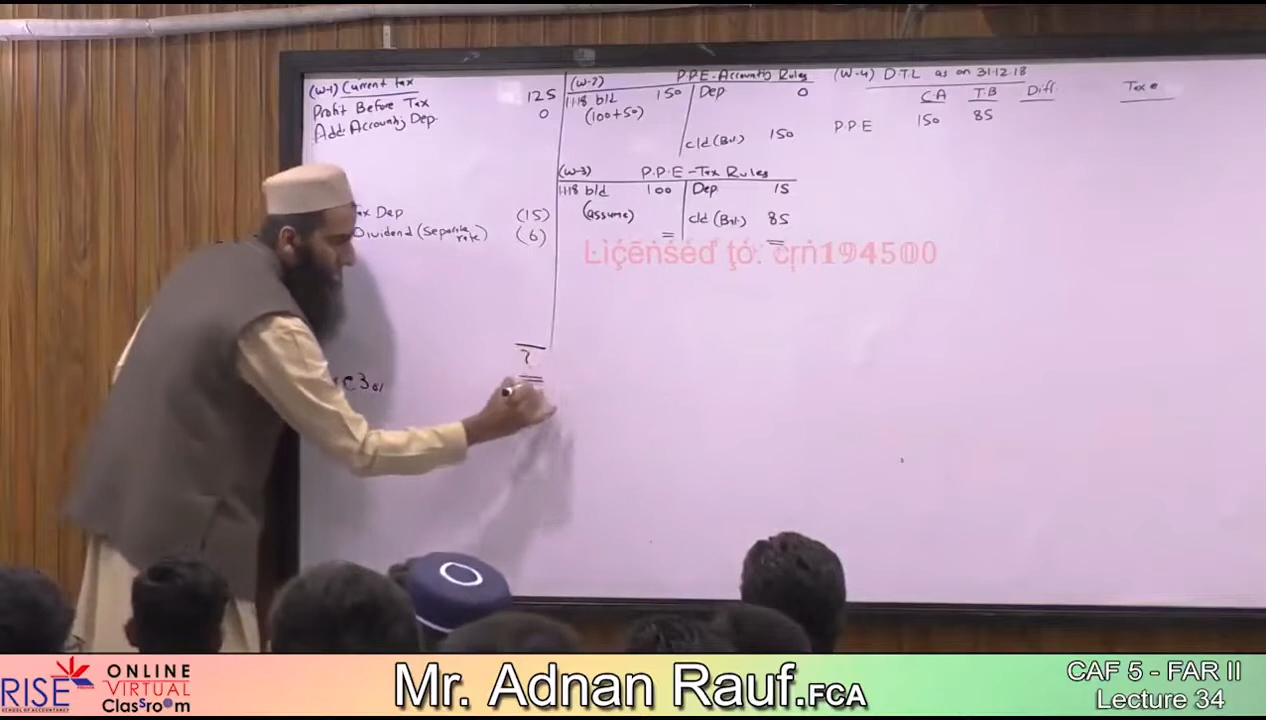 (W-1) Current tax
Profit Before Tax 125
Add: Accounting Dep. 0
Tax Dep (15)
Dividend (Separate rate) (6)
?
(W-2) P.P.E - Accounting Rules
1.1.18 b/d 150 Dep 0
(100+50)
c/d (Bal.) 150
(W-3) P.P.E - Tax Rules
1.1.18 b/d 100 Dep 15
(assume) c/d (Bal.) 85
(W-4) D.T.L as on 31.12.18
C.A T.B Diff. Tax @
P.P.E 150 85
Licensed to: crn194500
RISE
SCHOOL OF ACCOUNTANCY
ONLINE
VIRTUAL
Classroom
Mr. Adnan Rauf.FCA
CAF 5 - FAR II
Lecture 34